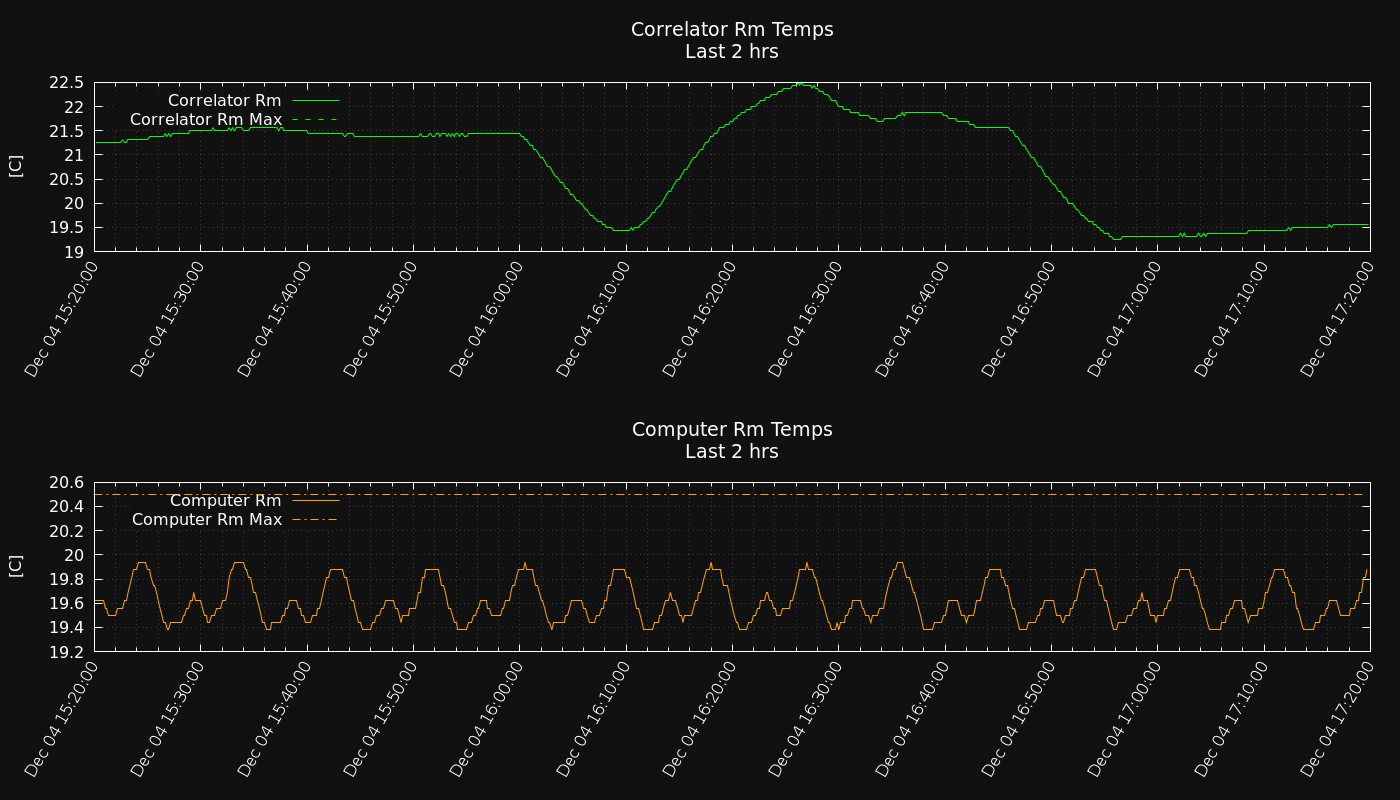 Correlator Rm Temps
Last 2 hrs
22.5
22
21.5
21
20.5
20
19.5
19
[C]
Correlator Rm
Correlator Rm Max
Dec 04 15:20:00
Dec 04 15:30:00
Dec 04 15:40:00
Dec 04 15:50:00
Dec 04 16:00:00
Dec 04 16:10:00
Dec 04 16:20:00
Dec 04 16:30:00
Dec 04 16:40:00
Dec 04 16:50:00
Dec 04 17:00:00
Dec 04 17:10:00
Dec 04 17:20:00
Computer Rm Temps
Last 2 hrs
20.6
20.4
20.2
20
19.8
19.6
19.4
19.2
[C]
Computer Rm
Computer Rm Max
Dec 04 15:20:00
Dec 04 15:30:00
Dec 04 15:40:00
Dec 04 15:50:00
Dec 04 16:00:00
Dec 04 16:10:00
Dec 04 16:20:00
Dec 04 16:30:00
Dec 04 16:40:00
Dec 04 16:50:00
Dec 04 17:00:00
Dec 04 17:10:00
Dec 04 17:20:00